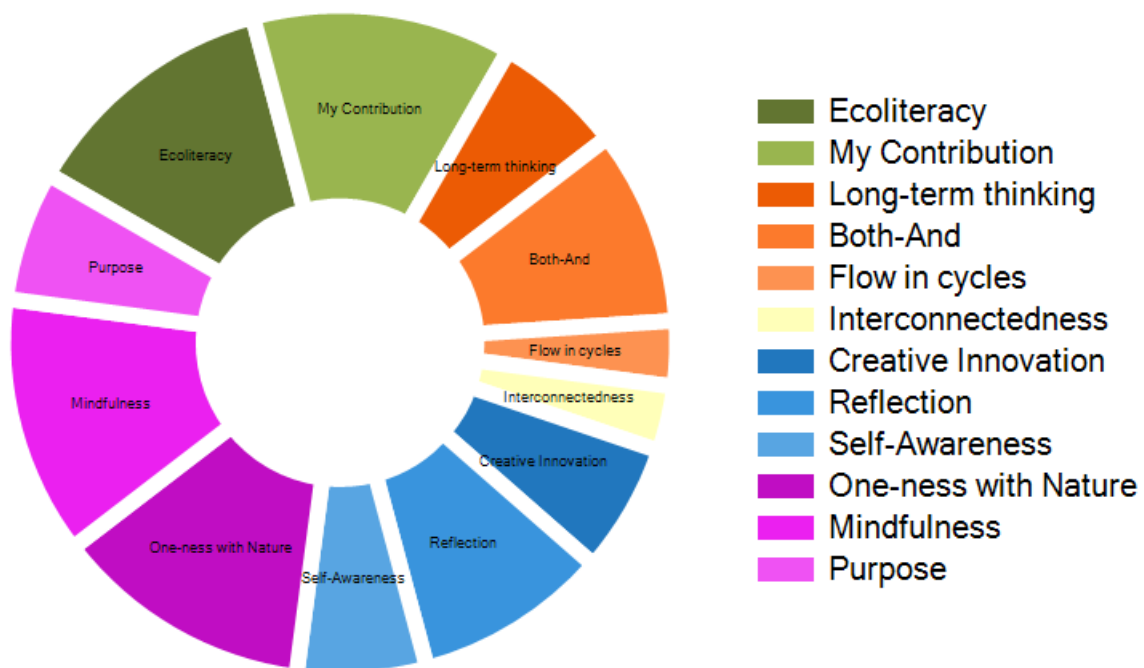 My Contribution
Ecoliteracy
Long-term thinking
Both-And
Purpose
Flow in cycles
Interconnectedness
Mindfulness
Creative Innovation
Reflection
One-ness with Nature
Self-Awareness
Ecoliteracy
My Contribution
Long-term thinking
Both-And
Flow in cycles
Interconnectedness
Creative Innovation
Reflection
Self-Awareness
One-ness with Nature
Mindfulness
Purpose